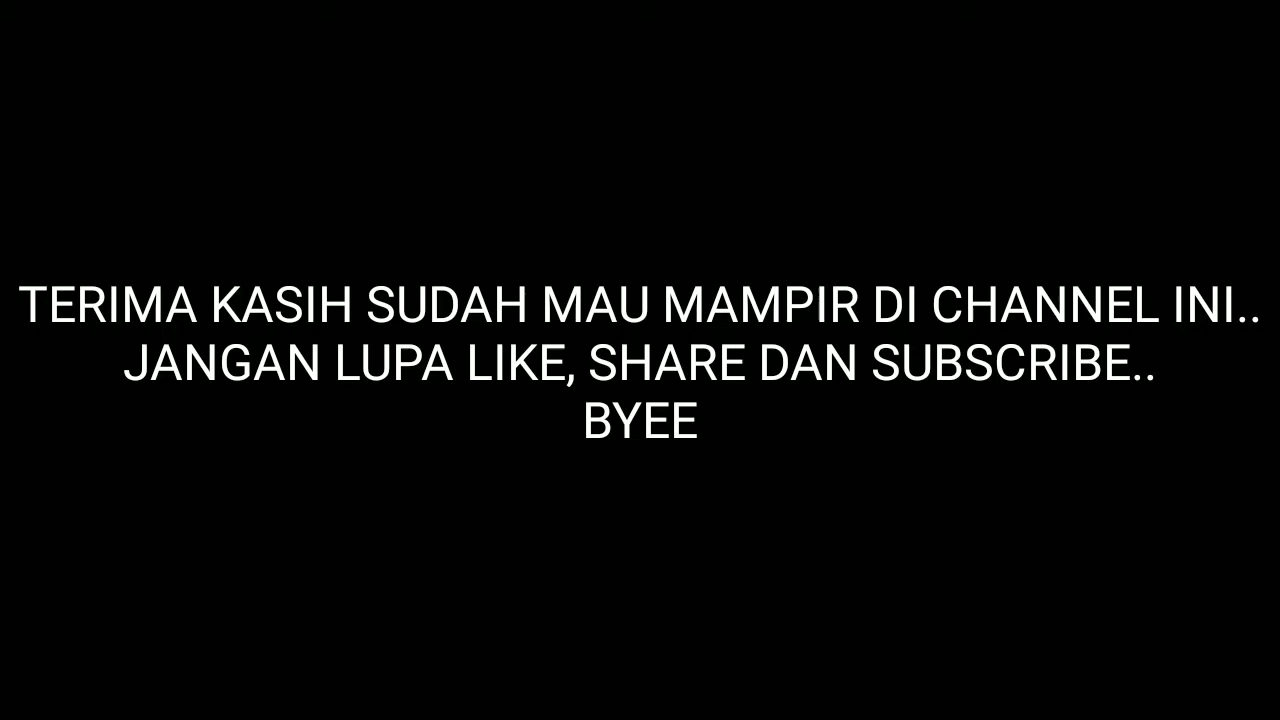 TERIMA KASIH SUDAH MAU MAMPIR DI CHANNEL INI..
JANGAN LUPA LIKE, SHARE DAN SUBSCRIBE..
BYEE